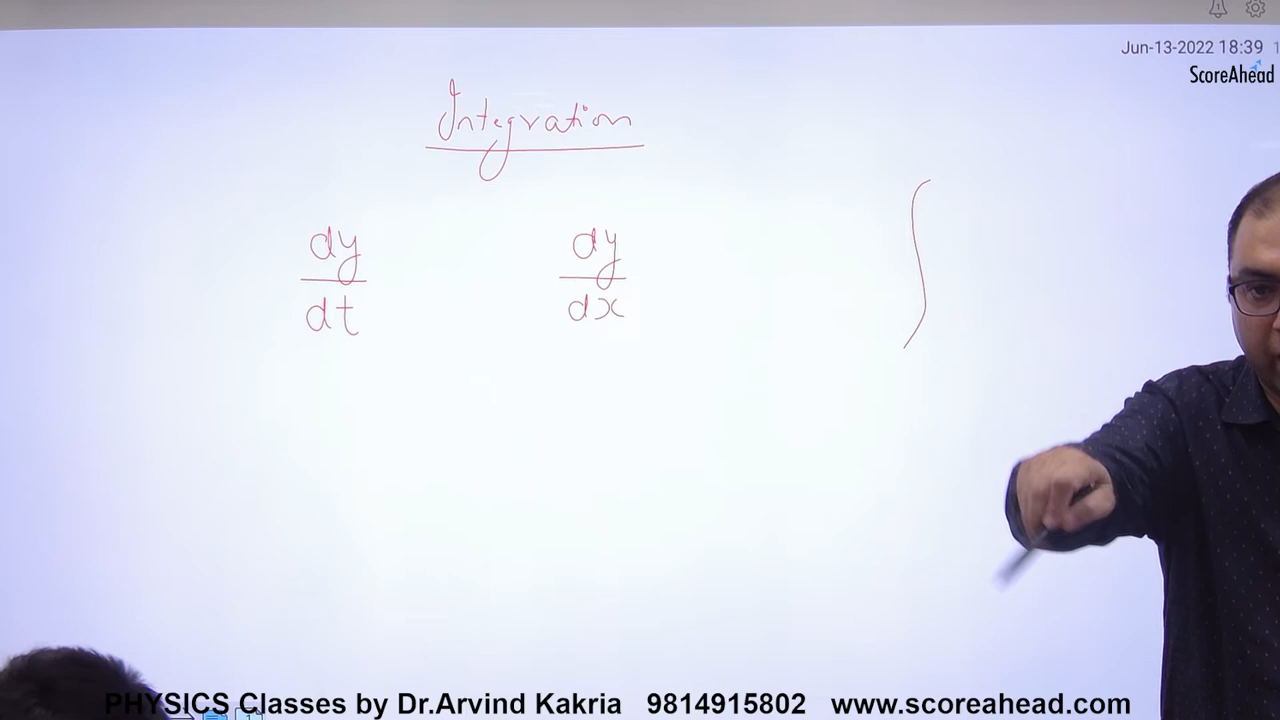 Jun-13-2022 18:39
ScoreAhead
Integration
dy/dt
dy/dx
∫
PHYSICS Classes by Dr.Arvind Kakria 9814915802 www.scoreahead.com